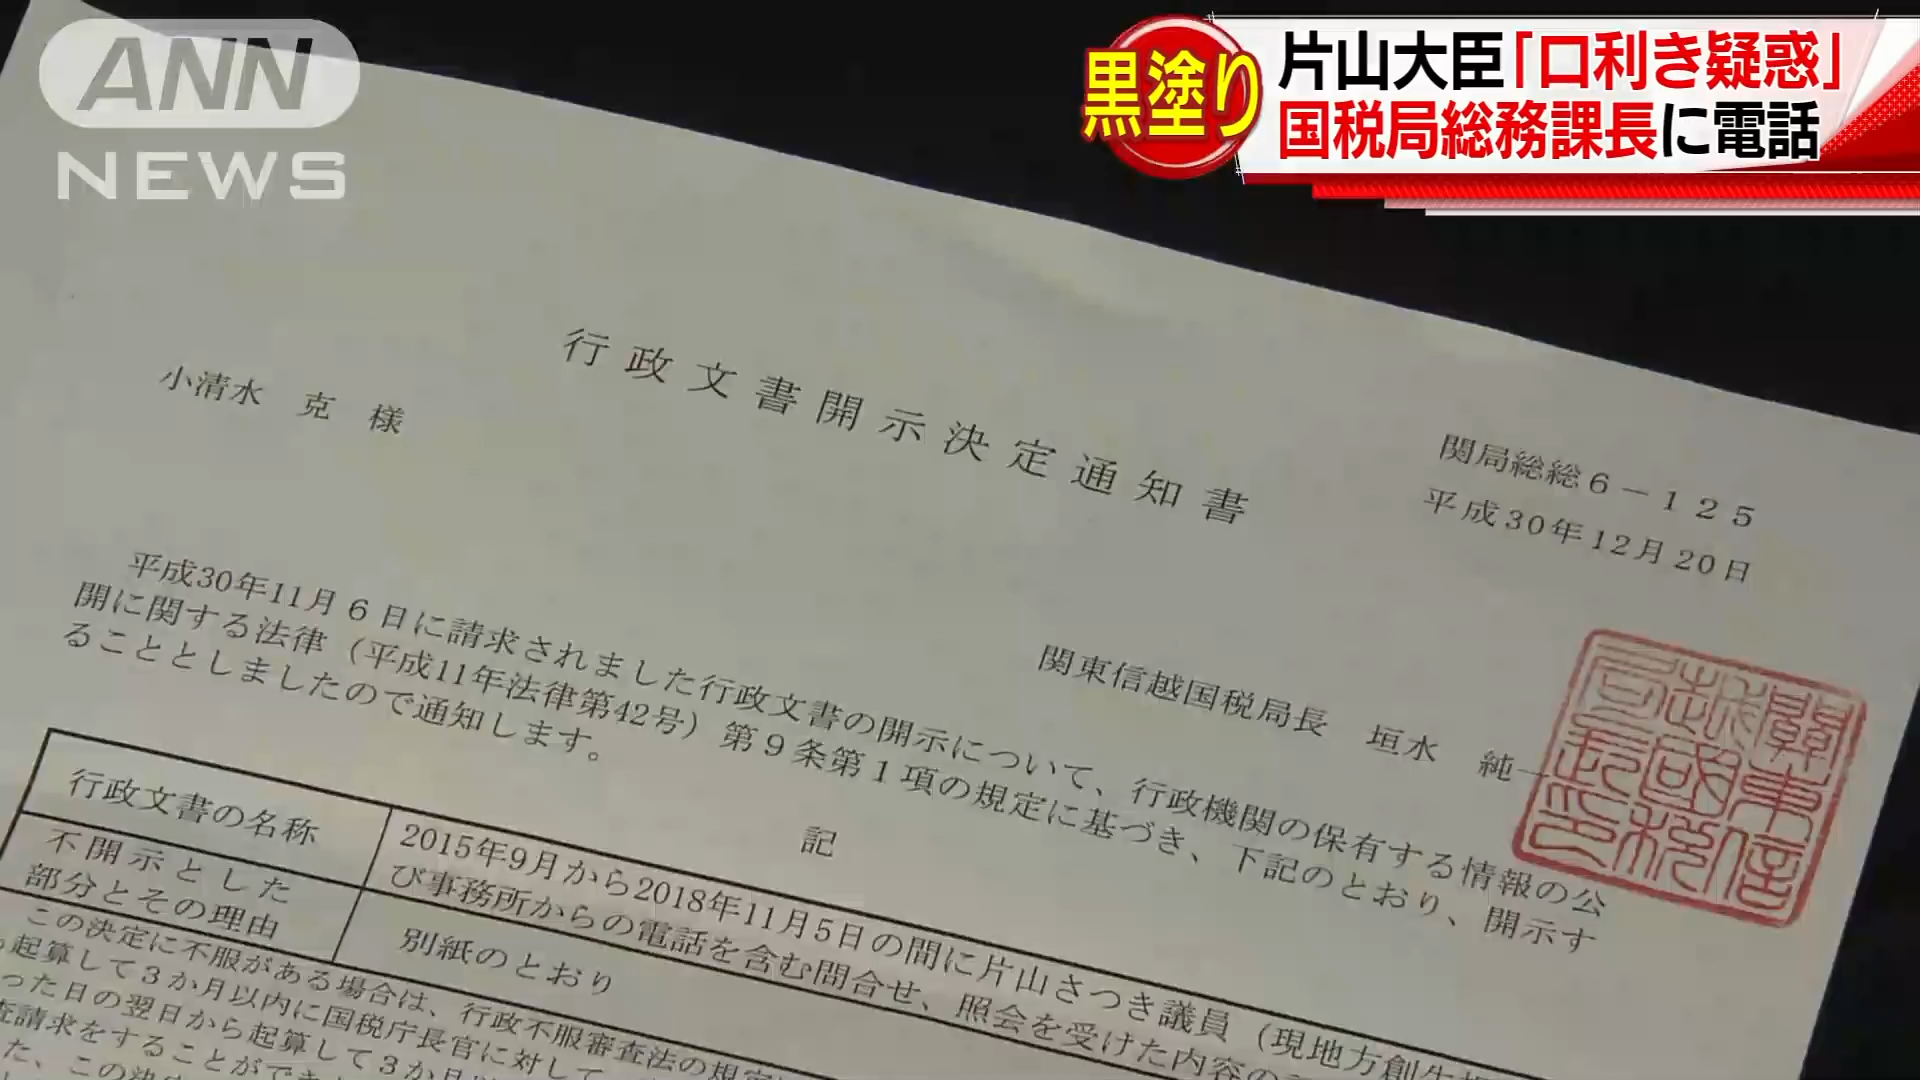 ANN
NEWS
黒塗り
片山大臣「口利き疑惑」
国税局総務課長に電話
行政文書開示決定通知書
関局総総6-125
平成30年12月20日
小清水 克 様
関東信越国税局長 垣水 純一
平成30年11月6日に請求されました行政文書の開示について、行政機関の保有する情報の公
開に関する法律（平成11年法律第42号）第9条第1項の規定に基づき、下記のとおり、開示す
ることとしましたので通知します。
記
行政文書の名称
2015年9月から2018年11月5日の間に片山さつき議員（現地方創生
び事務所からの電話を含む問合せ、照会を受けた内容の
不開示とした
部分とその理由
別紙のとおり
この決定に不服がある場合は、行政不服審査法の規定
起算して3か月以内に国税庁長官に対して、
った日の翌日から起算して3か月以
査請求をすることができ
た、この決